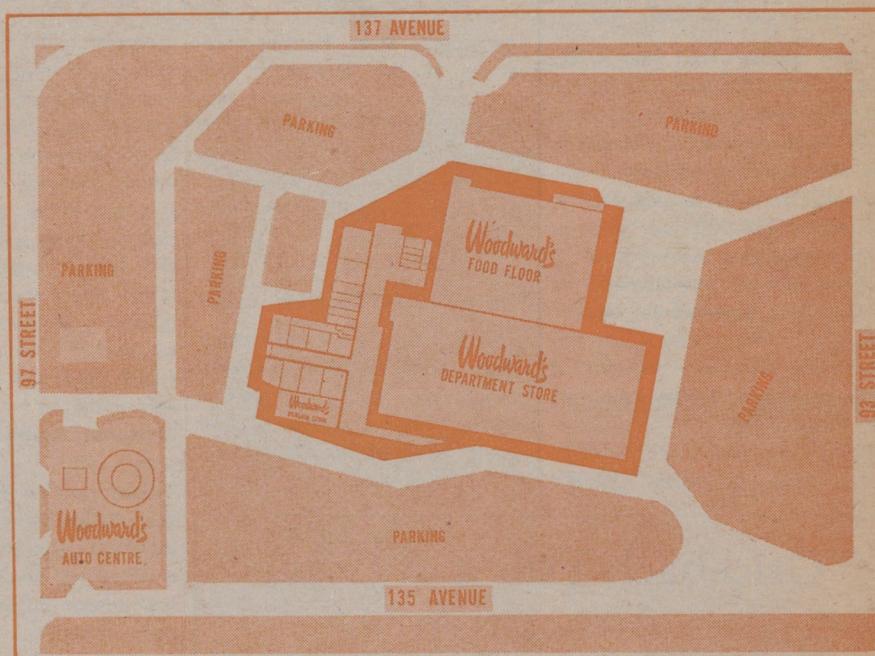 137 AVENUE
PARKING
PARKING
Woodward's
FOOD FLOOR
PARKING
PARKING
97 STREET
Woodward's
DEPARTMENT STORE
93 STREET
PARKING
Woodward's
Woodward's
AUTO CENTRE
PARKING
135 AVENUE